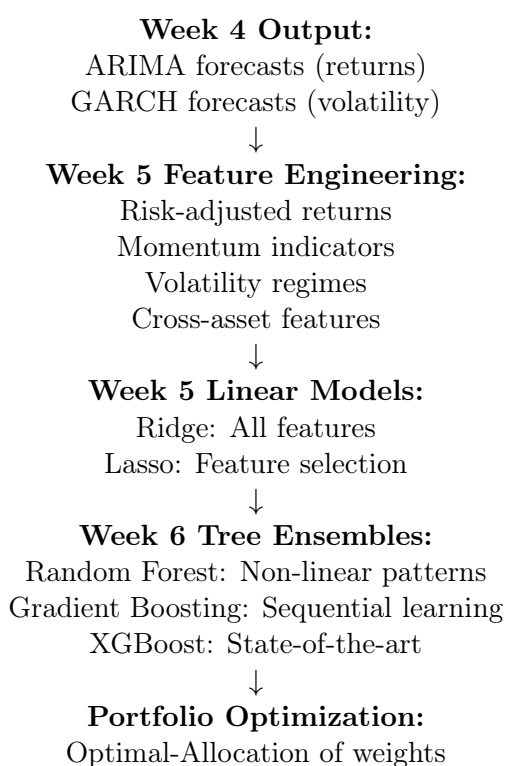 Week 4 Output:
ARIMA forecasts (returns)
GARCH forecasts (volatility)
↓
Week 5 Feature Engineering:
Risk-adjusted returns
Momentum indicators
Volatility regimes
Cross-asset features
↓
Week 5 Linear Models:
Ridge: All features
Lasso: Feature selection
↓
Week 6 Tree Ensembles:
Random Forest: Non-linear patterns
Gradient Boosting: Sequential learning
XGBoost: State-of-the-art
↓
Portfolio Optimization:
Optimal-Allocation of weights